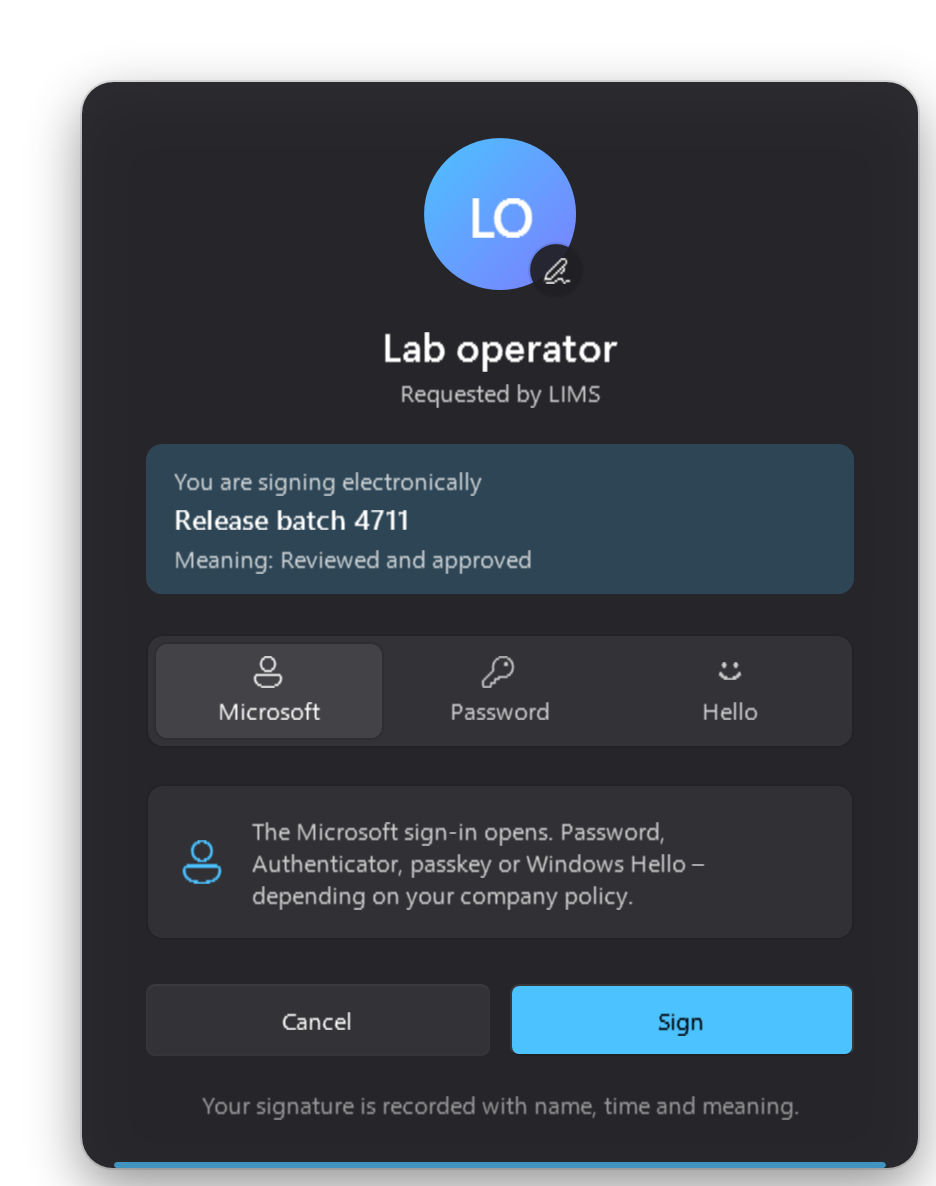 LO
Lab operator
Requested by LIMS
You are signing electronically
Release batch 4711
Meaning: Reviewed and approved
Microsoft
Password
Hello
The Microsoft sign-in opens. Password,
Authenticator, passkey or Windows Hello –
depending on your company policy.
Cancel
Sign
Your signature is recorded with name, time and meaning.